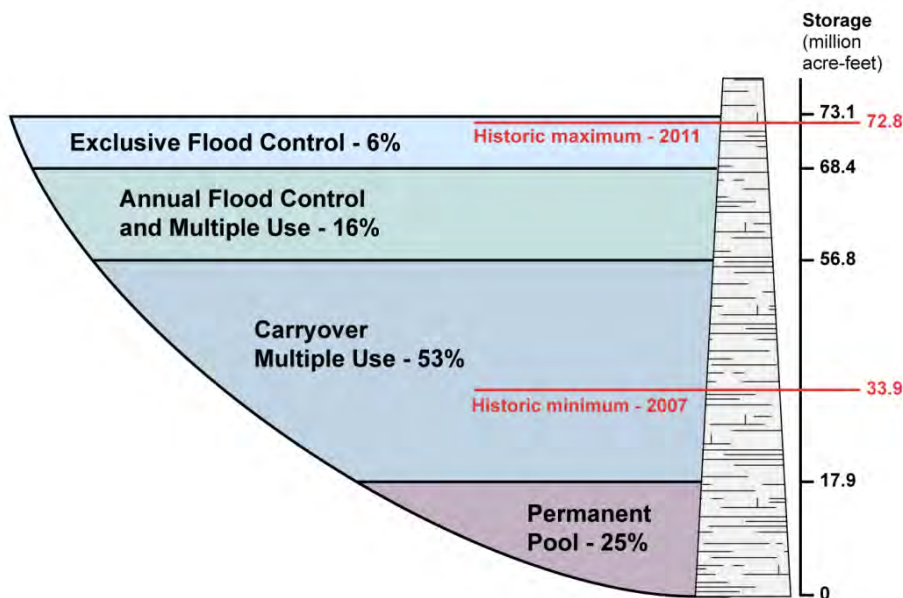 Storage
(million
acre-feet)
73.1
72.8
Historic maximum - 2011
Exclusive Flood Control - 6%
68.4
Annual Flood Control
and Multiple Use - 16%
56.8
Carryover
Multiple Use - 53%
33.9
Historic minimum - 2007
17.9
Permanent
Pool - 25%
0